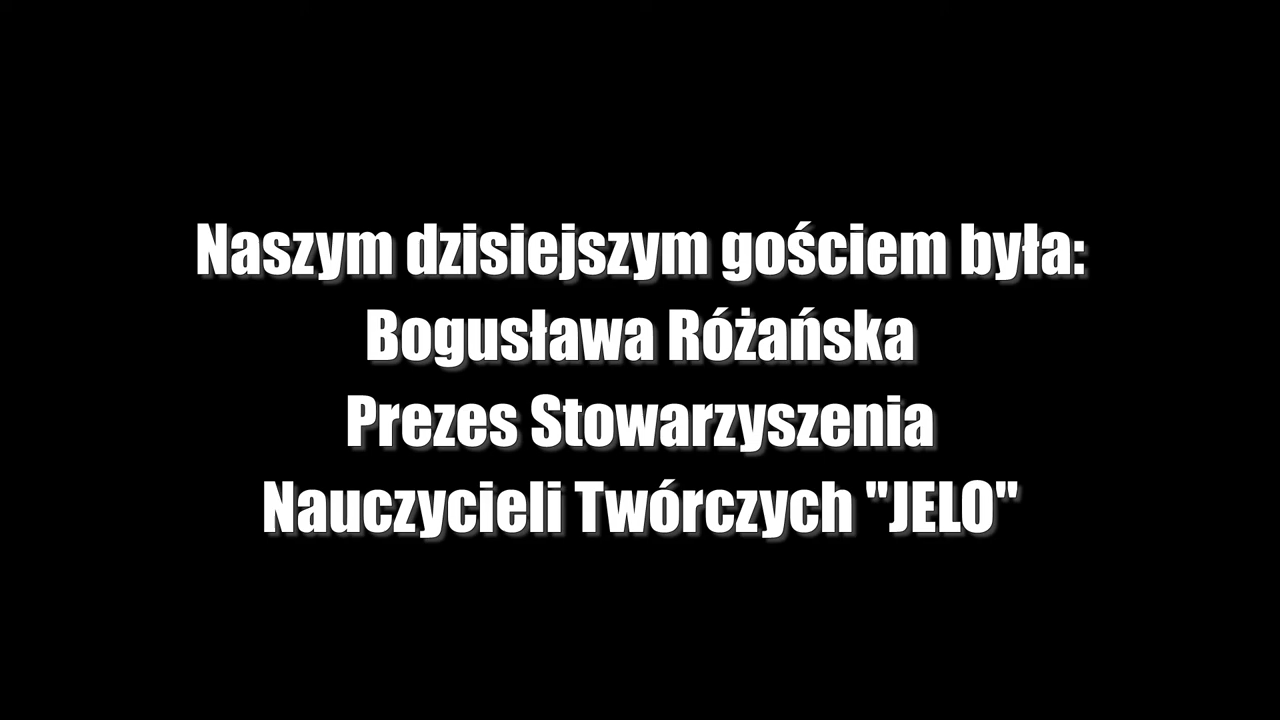 Naszym dzisiejszym gościem była:
Bogusława Różańska
Prezes Stowarzyszenia
Nauczycieli Twórczych "JELO"